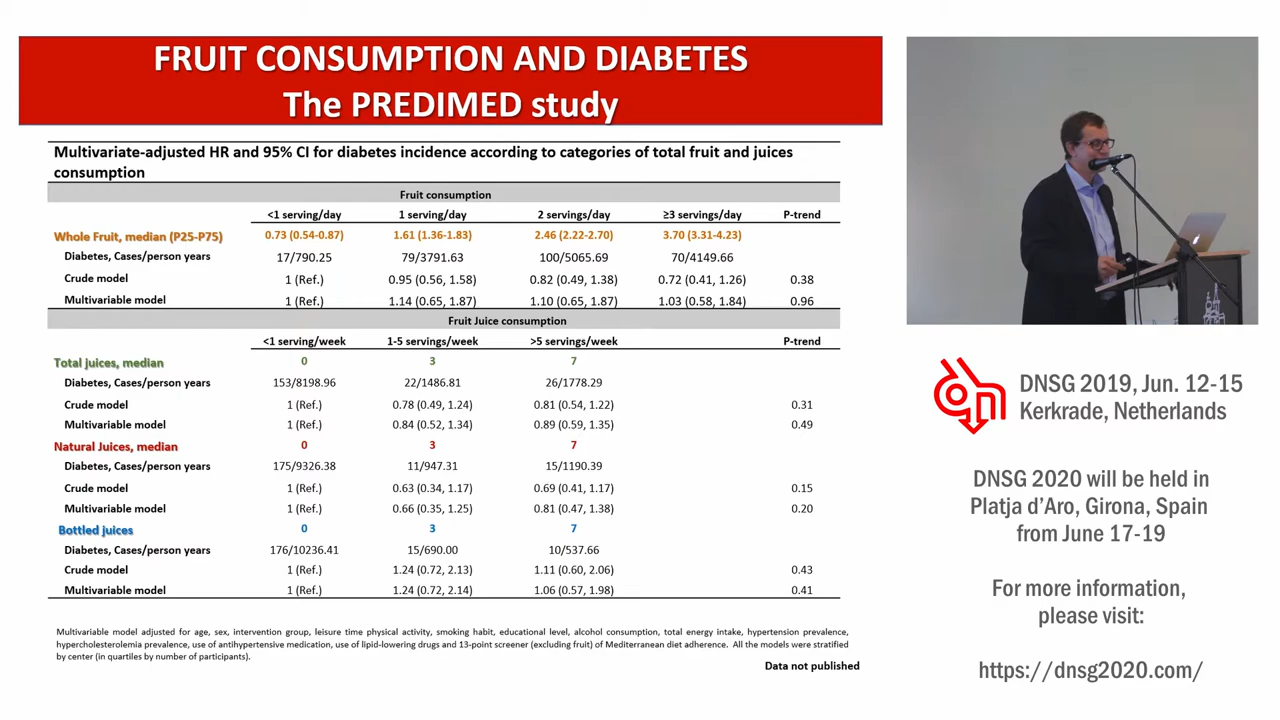 FRUIT CONSUMPTION AND DIABETES
The PREDIMED study
Multivariate-adjusted HR and 95% CI for diabetes incidence according to categories of total fruit and juices
consumption
Fruit consumption
<1 serving/day 1 serving/day 2 servings/day ≥3 servings/day P-trend
Whole Fruit, median (P25-P75) 0.73 (0.54-0.87) 1.61 (1.36-1.83) 2.46 (2.22-2.70) 3.70 (3.31-4.23)
Diabetes, Cases/person years 17/790.25 79/3791.63 100/5065.69 70/4149.66
Crude model 1 (Ref.) 0.95 (0.56, 1.58) 0.82 (0.49, 1.38) 0.72 (0.41, 1.26) 0.38
Multivariable model 1 (Ref.) 1.14 (0.65, 1.87) 1.10 (0.65, 1.87) 1.03 (0.58, 1.84) 0.96
Fruit Juice consumption
<1 serving/week 1-5 servings/week >5 servings/week P-trend
Total juices, median 0 3 7
Diabetes, Cases/person years 153/8198.96 22/1486.81 26/1778.29
Crude model 1 (Ref.) 0.78 (0.49, 1.24) 0.81 (0.54, 1.22) 0.31
Multivariable model 1 (Ref.) 0.84 (0.52, 1.34) 0.89 (0.59, 1.35) 0.49
Natural Juices, median 0 3 7
Diabetes, Cases/person years 175/9326.38 11/947.31 15/1190.39
Crude model 1 (Ref.) 0.63 (0.34, 1.17) 0.69 (0.41, 1.17) 0.15
Multivariable model 1 (Ref.) 0.66 (0.35, 1.25) 0.81 (0.47, 1.38) 0.20
Bottled juices 0 3 7
Diabetes, Cases/person years 176/10236.41 15/690.00 10/537.66
Crude model 1 (Ref.) 1.24 (0.72, 2.13) 1.11 (0.60, 2.06) 0.43
Multivariable model 1 (Ref.) 1.24 (0.72, 2.14) 1.06 (0.57, 1.98) 0.41
Multivariable model adjusted for age, sex, intervention group, leisure time physical activity, smoking habit, educational level, alcohol consumption, total energy intake, hypertension prevalence,
hypercholesterolemia prevalence, use of antihypertensive medication, use of lipid-lowering drugs and 13-point screener (excluding fruit) of Mediterranean diet adherence. All the models were stratified
by center (in quartiles by number of participants).
Data not published
DNSG 2019, Jun. 12-15
Kerkrade, Netherlands
DNSG 2020 will be held in
Platja d'Aro, Girona, Spain
from June 17-19
For more information,
please visit:
https://dnsg2020.com/